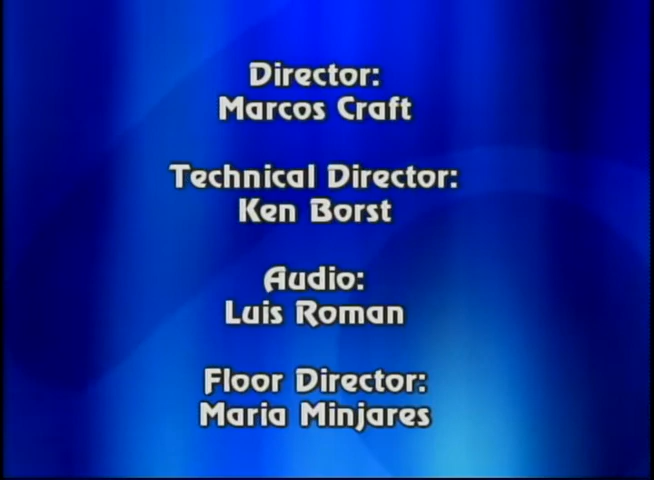 Director:
Marcos Craft
Technical Director:
Ken Borst
Audio:
Luis Roman
Floor Director:
Maria Minjares